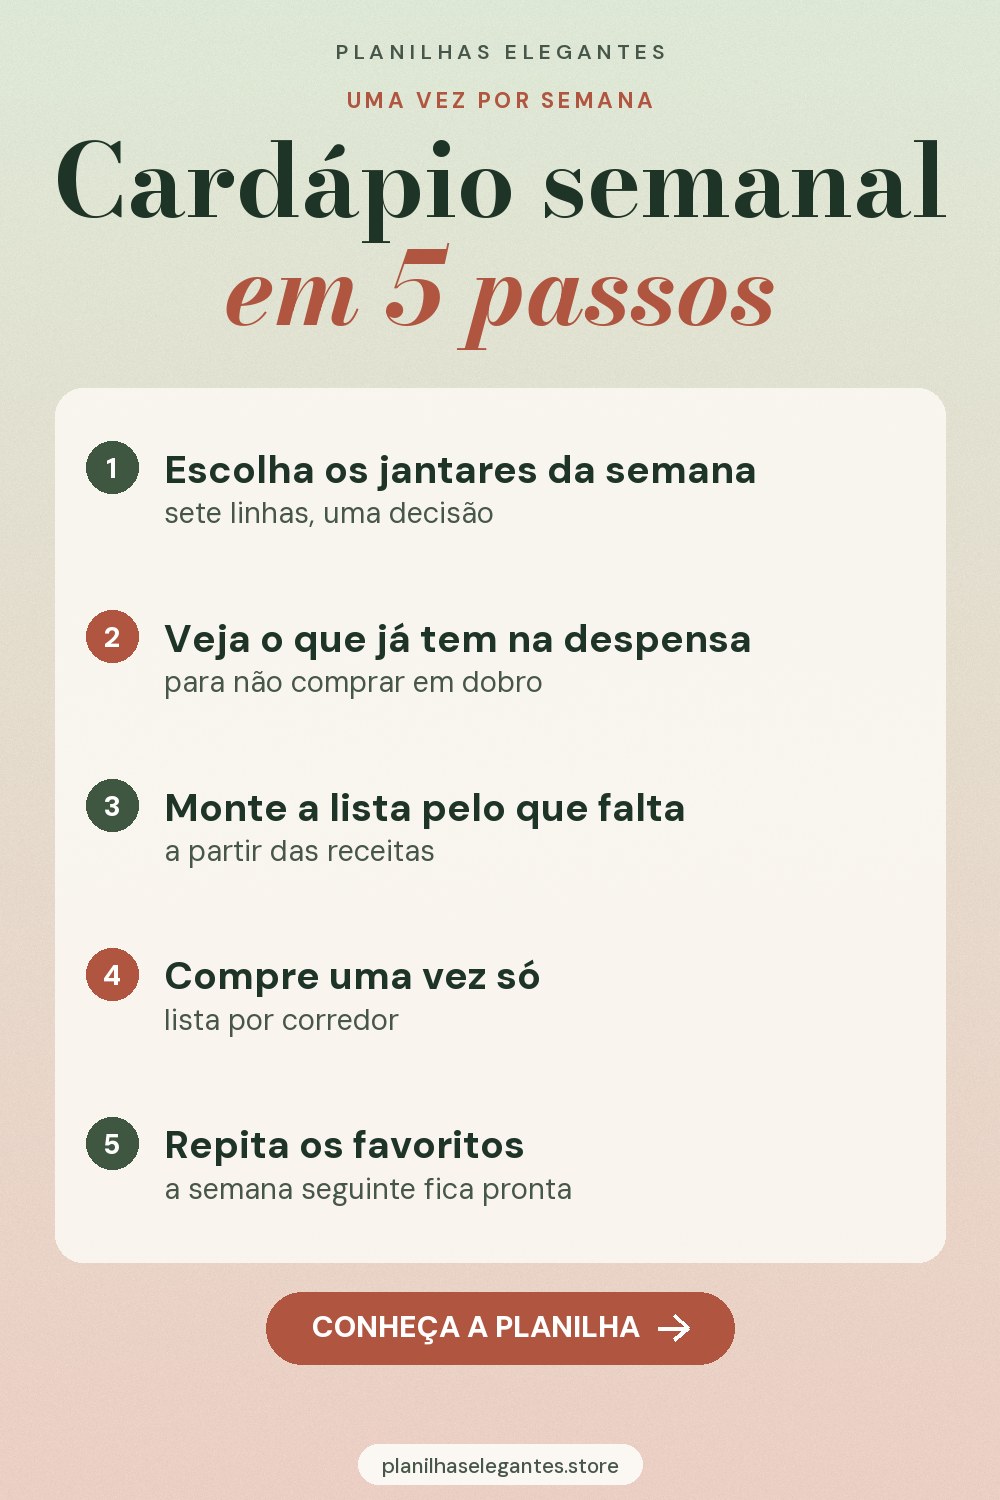 PLANILHAS ELEGANTES
UMA VEZ POR SEMANA
Cardápio semanal
em 5 passos
1 Escolha os jantares da semana
sete linhas, uma decisão
2 Veja o que já tem na despensa
para não comprar em dobro
3 Monte a lista pelo que falta
a partir das receitas
4 Compre uma vez só
lista por corredor
5 Repita os favoritos
a semana seguinte fica pronta
CONHEÇA A PLANILHA →
planilhaselegantes.store